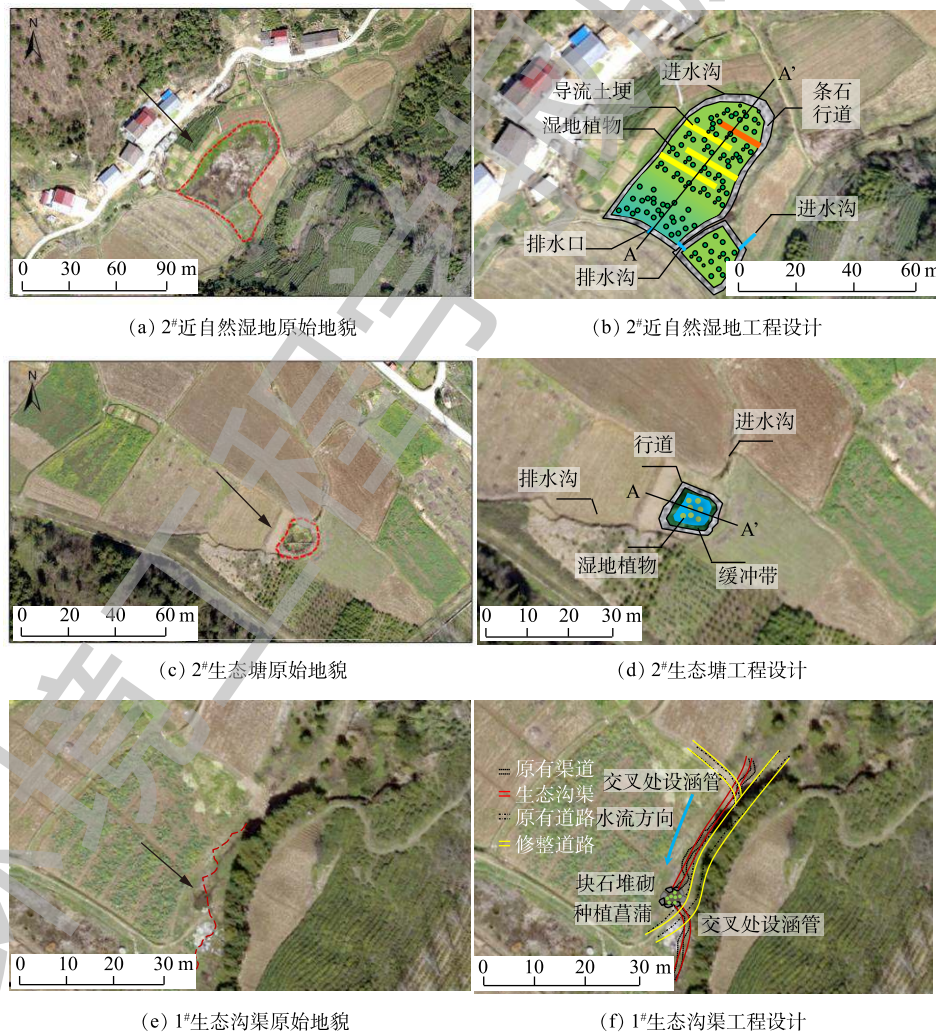 N
0 30 60 90 m
(a) 2#近自然湿地原始地貌
进水沟
A'
导流土埂
条石
行道
湿地植物
进水沟
排水口
A
排水沟
0 20 40 60 m
(b) 2#近自然湿地工程设计
N
0 20 40 60 m
(c) 2#生态塘原始地貌
进水沟
行道
排水沟
A
A'
湿地植物
缓冲带
0 10 20 30 m
(d) 2#生态塘工程设计
0 10 20 30 m
(e) 1#生态沟渠原始地貌
原有渠道
交叉处设涵管
生态沟渠
原有道路
水流方向
修整道路
块石堆砌
种植菖蒲
交叉处设涵管
0 10 20 30 m
(f) 1#生态沟渠工程设计